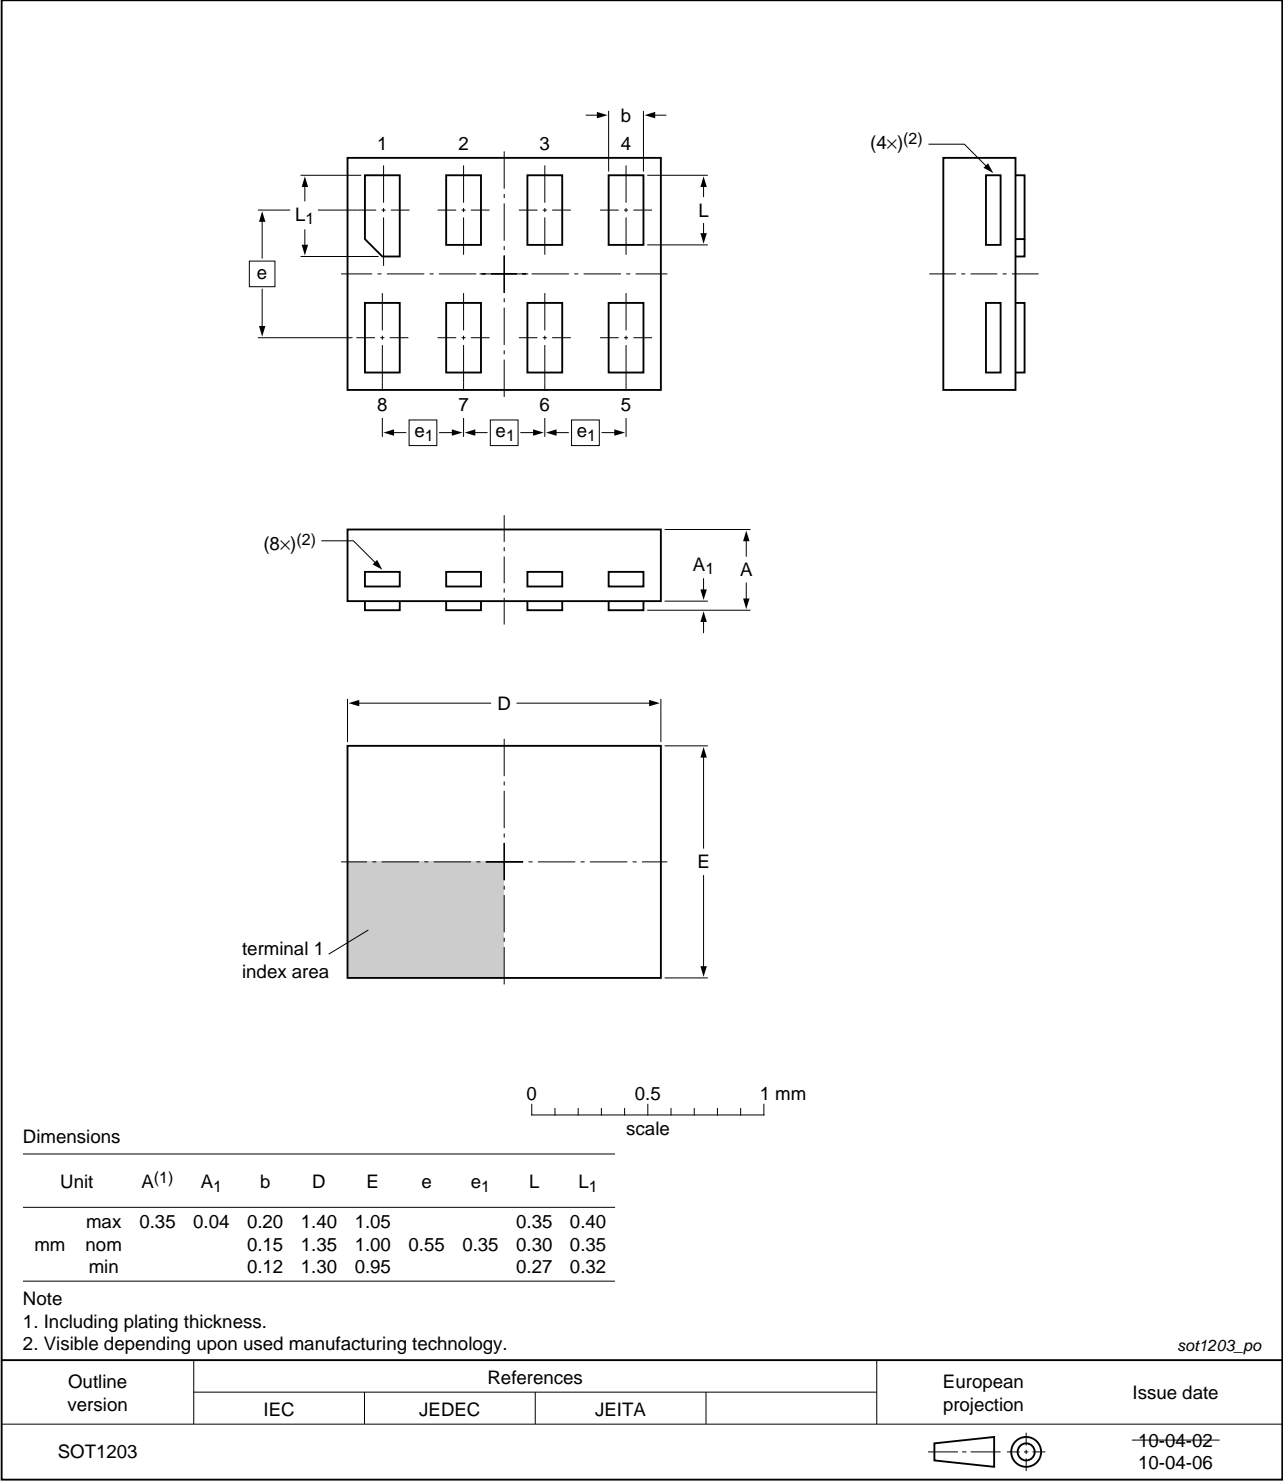 b
(4×)(2)
1 2 3 4
L1
L
e
8 7 6 5
e1 e1 e1
(8×)(2)
A1
A
D
E
terminal 1
index area
0 0.5 1 mm
scale
Dimensions
Unit A(1) A1 b D E e e1 L L1
max 0.35 0.04 0.20 1.40 1.05 0.35 0.40
mm nom 0.15 1.35 1.00 0.55 0.35 0.30 0.35
min 0.12 1.30 0.95 0.27 0.32
Note
1. Including plating thickness.
2. Visible depending upon used manufacturing technology.
sot1203_po
Outline
version
References
IEC JEDEC JEITA
European
projection
Issue date
SOT1203
10-04-02
10-04-06